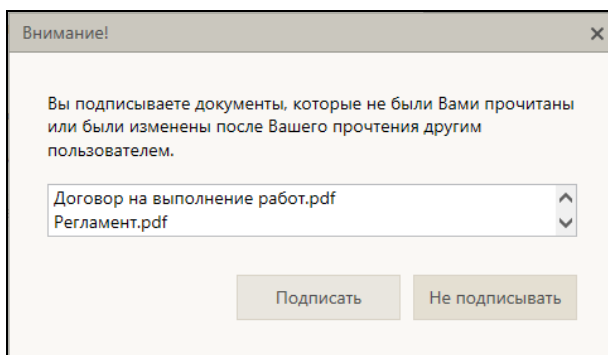 Внимание!
Вы подписываете документы, которые не были Вами прочитаны
или были изменены после Вашего прочтения другим
пользователем.
Договор на выполнение работ.pdf
Регламент.pdf
Подписать Не подписывать